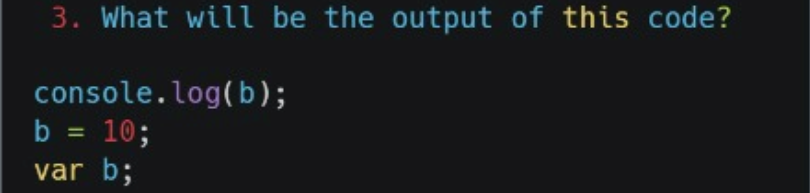 3. What will be the output of this code?
console.log(b);
b = 10;
var b;